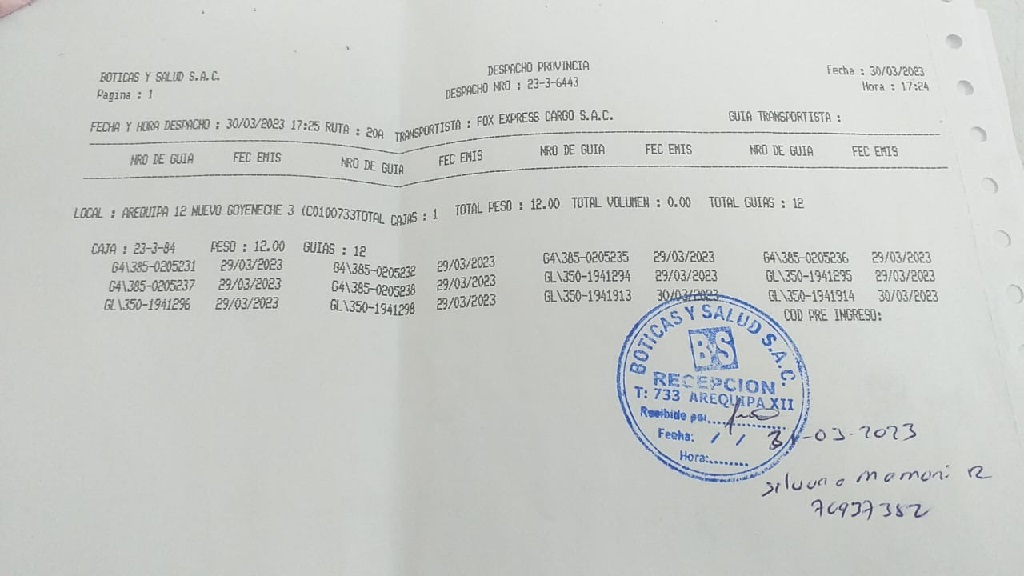 BOTICAS Y SALUD S.A.C.
DESPACHO PROVINCIA
Fecha : 30/03/2023
Pagina : 1
DESPACHO NRO : 23-3-6443
Hora : 17:24
FECHA Y HORA DESPACHO : 30/03/2023 17:25 RUTA : 20A TRANSPORTISTA : FOX EXPRESS CARGO S.A.C. GUIA TRANSPORTISTA :
NRO DE GUIA FEC EMIS NRO DE GUIA FEC EMIS NRO DE GUIA FEC EMIS NRO DE GUIA FEC EMIS
LOCAL : AREQUIPA 12 NUEVO GOYENECHE 3 (C0100733TOTAL CAJAS : 1 TOTAL PESO : 12.00 TOTAL VOLUMEN : 0.00 TOTAL GUIAS : 12
CAJA : 23-3-84 PESO : 12.00 GUIAS : 12
G4\385-0205231 29/03/2023 G4\385-0205232 29/03/2023 G4\385-0205235 29/03/2023 G4\385-0205236 29/03/2023
G4\385-0205237 29/03/2023 G4\385-0205238 29/03/2023 GL\350-1941294 29/03/2023 GL\350-1941295 29/03/2023
GL\350-1941296 29/03/2023 GL\350-1941298 29/03/2023 GL\350-1941913 30/03/2023 GL\350-1941914 30/03/2023
COD PRE INGRESO:
BOTICAS Y SALUD S.A.C.
BS
RECEPCION
T: 733 AREQUIPA XII
Recibido por:
Fecha: / / 31-03-2023
Hora:
Mamani R
76937352